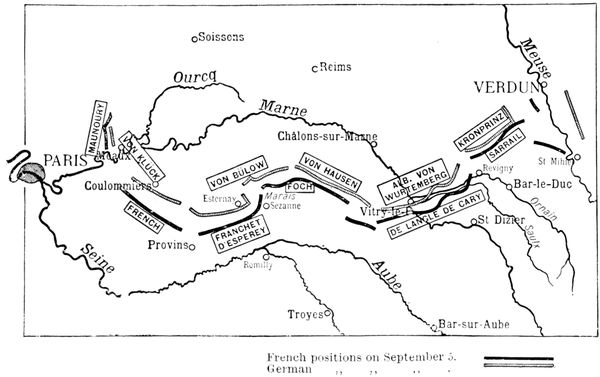 Soissens
Reims
Ourcq
Meuse
VERDUN
Marne
MAUNOURY
KRONPRINZ
SARRAIL
Châlons-sur-Marne
VON KLUCK
Meaux
PARIS
St Mihiel
Revigny
VON BULOW
VON HAUSEN
ALB. VON
WURTEMBERG
Coulommiers
FOCH
Bar-le-Duc
Marais
Esternay
Sezanne
Vitry-le-F
Ornain
FRENCH
DE LANGLE DE CARY
St Dizier
Saulx
FRANCHET
D'ESPEREY
Provins
Seine
Romilly
Aube
Troyes
Bar-sur-Aube
French positions on September 5.
German ,, ,, ,, .